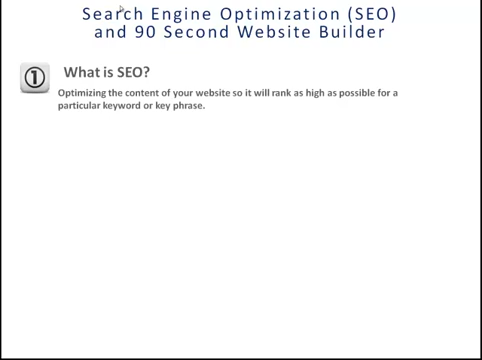 Search Engine Optimization (SEO)
and 90 Second Website Builder
1 What is SEO?
Optimizing the content of your website so it will rank as high as possible for a
particular keyword or key phrase.